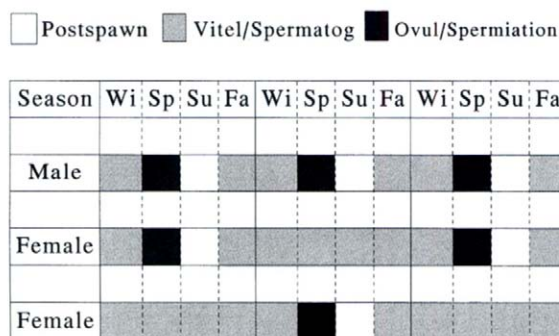 Postspawn Vitel/Spermatog Ovul/Spermiation
Season Wi Sp Su Fa Wi Sp Su Fa Wi Sp Su Fa
Male
Female
Female